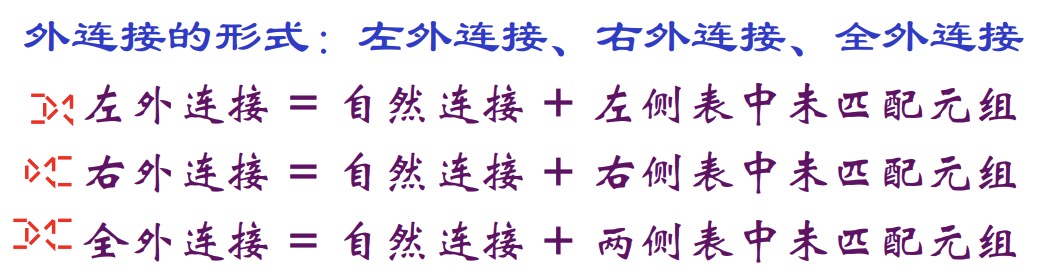 外连接的形式：左外连接、右外连接、全外连接
⟕ 左外连接 = 自然连接 + 左侧表中未匹配元组
⟖ 右外连接 = 自然连接 + 右侧表中未匹配元组
⟗ 全外连接 = 自然连接 + 两侧表中未匹配元组